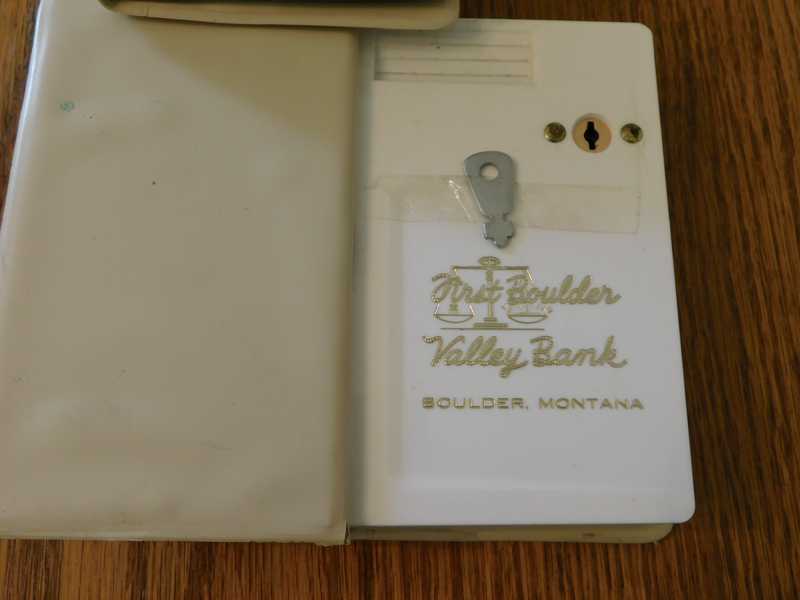 First Boulder
Valley Bank
BOULDER, MONTANA